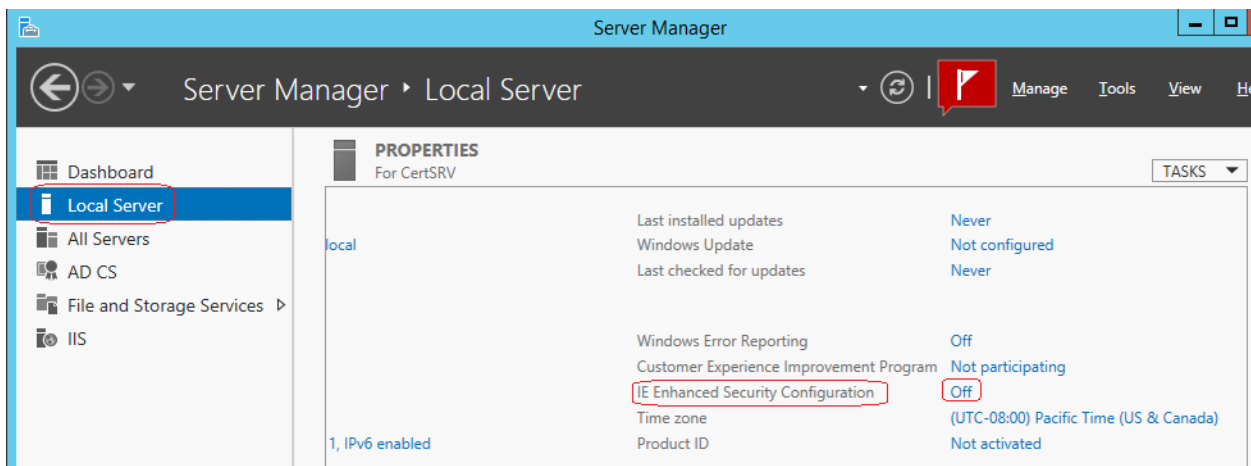 Server Manager
Server Manager ‣ Local Server
Manage Tools View
Dashboard
Local Server
All Servers
AD CS
File and Storage Services
IIS
PROPERTIES
For CertSRV
TASKS
Last installed updates Never
local Windows Update Not configured
Last checked for updates Never
Windows Error Reporting Off
Customer Experience Improvement Program Not participating
IE Enhanced Security Configuration Off
Time zone (UTC-08:00) Pacific Time (US & Canada)
1, IPv6 enabled Product ID Not activated